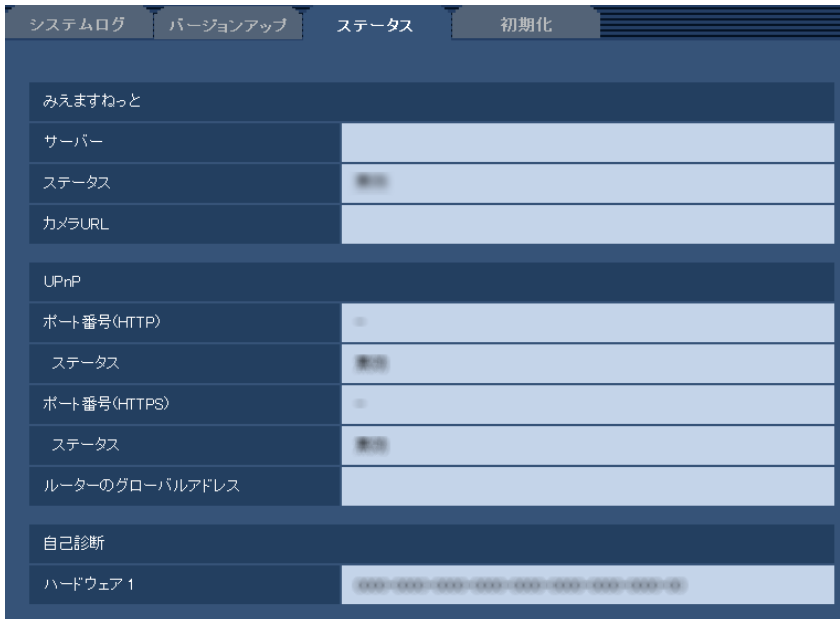 システムログ
バージョンアップ
ステータス
初期化
みえますねっと
サーバー
ステータス
カメラURL
UPnP
ポート番号(HTTP)
ステータス
ポート番号(HTTPS)
ステータス
ルーターのグローバルアドレス
自己診断
ハードウェア1